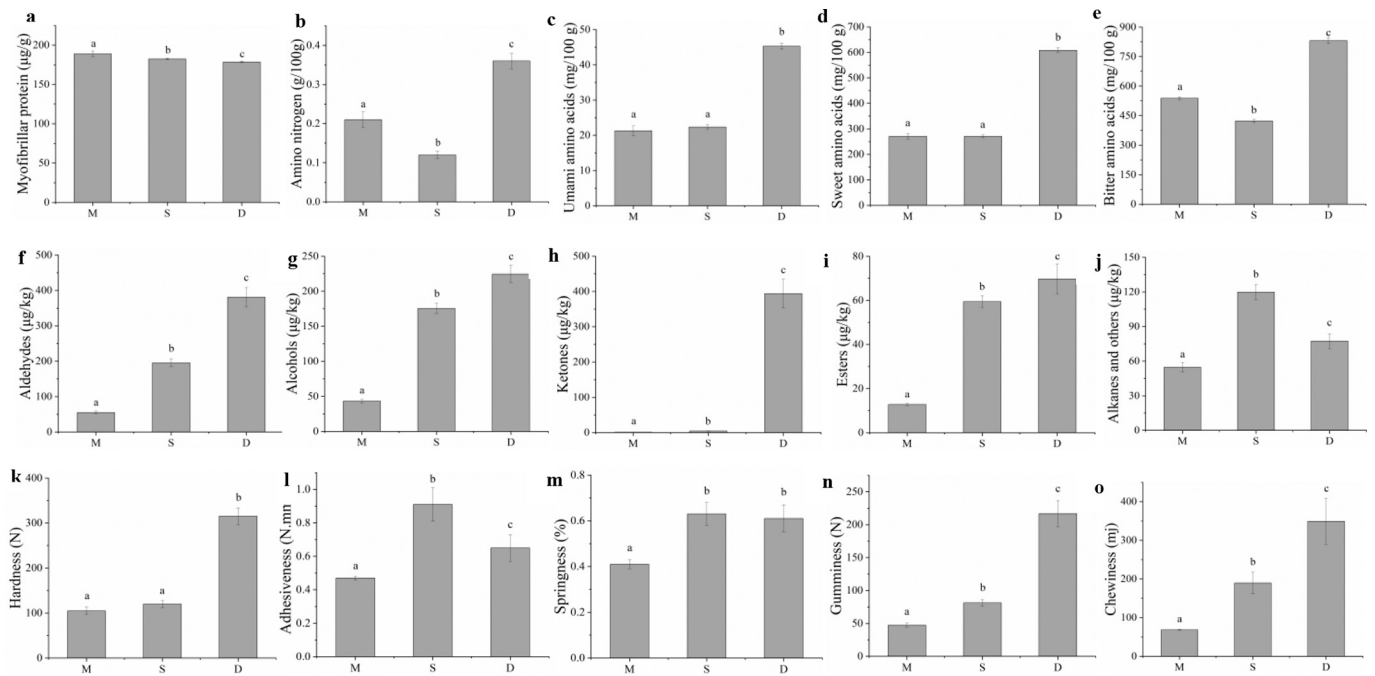 a
Myofibrillar protein (μg/g)
200
150
100
50
0
a
b
c
M S D
b
Amino nitrogen (g/100g)
0.4
0.3
0.2
0.1
0.0
a
b
c
M S D
c
Umami amino acids (mg/100 g)
50
40
30
20
10
0
a
a
b
M S D
d
Sweet amino acids (mg/100 g)
700
600
500
400
300
200
100
0
a
a
b
M S D
e
Bitter amino acids (mg/100 g)
900
750
600
450
300
150
0
a
b
c
M S D
f
Aldehydes (μg/kg)
500
400
300
200
100
0
a
b
c
M S D
g
Alcohols (μg/kg)
250
200
150
100
50
0
a
b
c
M S D
h
Ketones (μg/kg)
500
400
300
200
100
0
a
b
c
M S D
i
Esters (μg/kg)
80
60
40
20
0
a
b
c
M S D
j
Alkanes and others (μg/kg)
150
120
90
60
30
0
a
b
c
M S D
k
Hardness (N)
400
300
200
100
0
a
a
b
M S D
l
Adhesiveness (N.mn
1.0
0.8
0.6
0.4
0.2
0.0
a
b
c
M S D
m
Springness (%)
0.8
0.6
0.4
0.2
0.0
a
b
b
M S D
n
Gumminess (N)
250
200
150
100
50
0
a
b
c
M S D
o
Chewiness (mj)
400
300
200
100
0
a
b
c
M S D